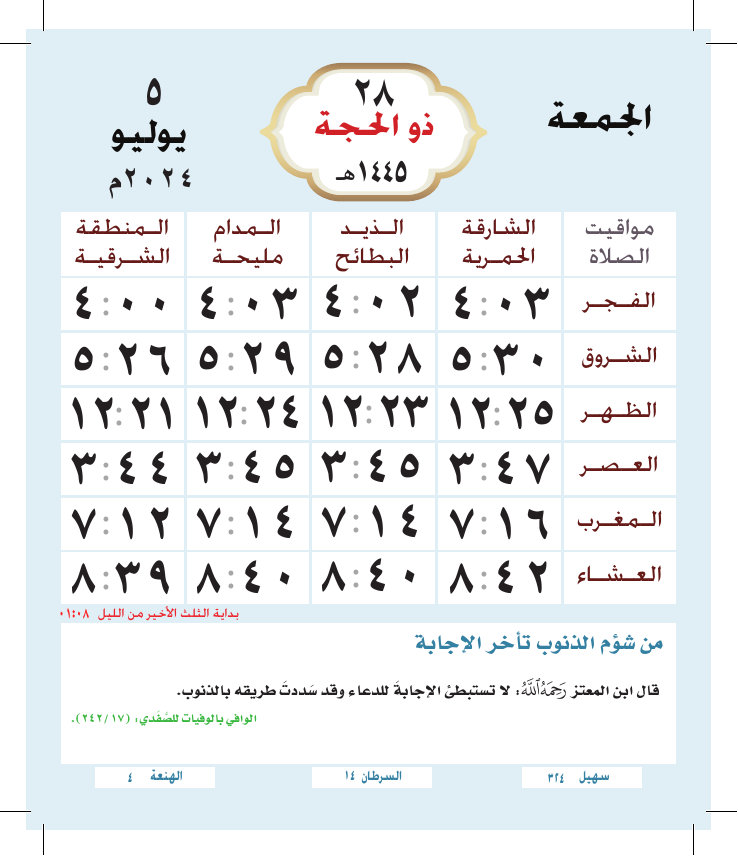 الجمعة
٢٨
ذو الحجة
١٤٤٥هـ
٥
يوليو
٢٠٢٤م
مواقيت الصلاة | الشارقة الحمرية | الذيد البطائح | المدام مليحة | المنطقة الشرقية
الفجر ٤:٠٣ ٤:٠٢ ٤:٠٣ ٤:٠٠
الشروق ٥:٣٠ ٥:٢٨ ٥:٢٩ ٥:٢٦
الظهر ١٢:٢٥ ١٢:٢٣ ١٢:٢٤ ١٢:٢١
العصر ٣:٤٧ ٣:٤٥ ٣:٤٥ ٣:٤٤
المغرب ٧:١٦ ٧:١٤ ٧:١٤ ٧:١٢
العشاء ٨:٤٢ ٨:٤٠ ٨:٤٠ ٨:٣٩
بداية الثلث الأخير من الليل ٠١:٠٨
من شؤم الذنوب تأخر الإجابة
قال ابن المعتز رَحِمَهُ ٱللَّهُ: لا تستبطئ الإجابةَ للدعاء وقد سَددتَ طريقه بالذنوب.
الوافي بالوفيات للصَّفَدي: (٢٤٢/١٧).
سهيل ٣٢٤
السرطان ١٤
الهنعة ٤